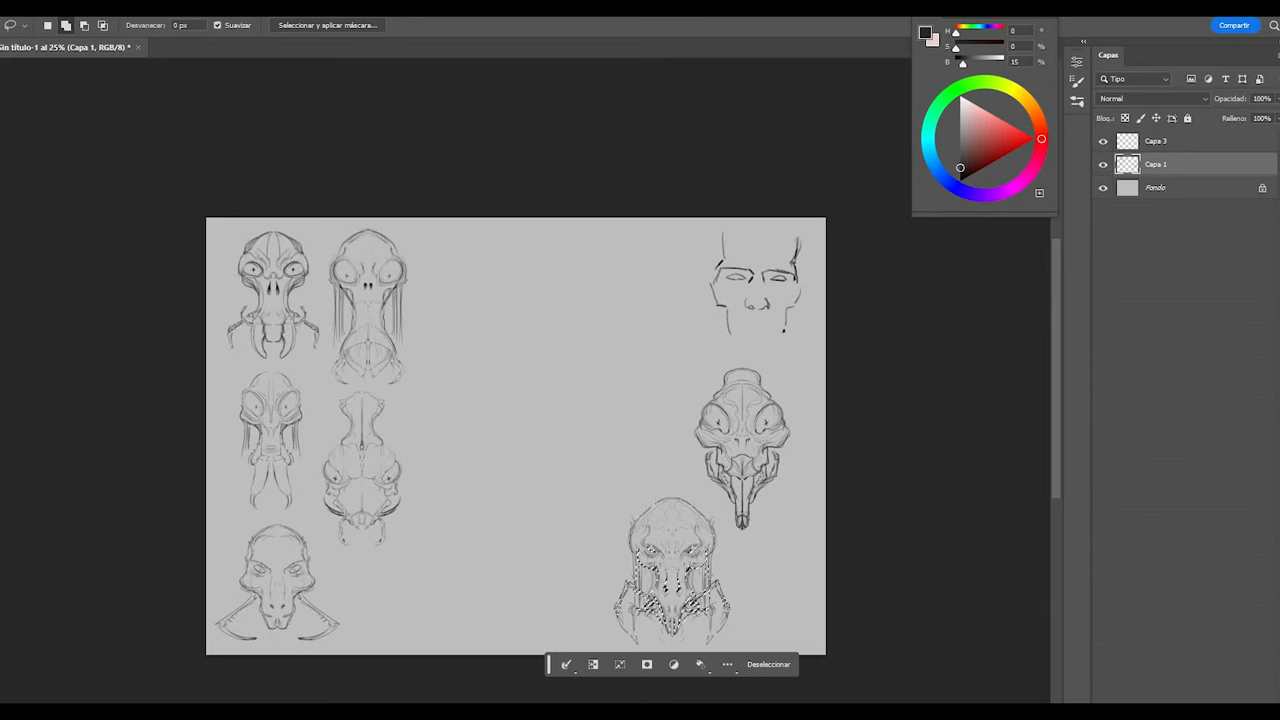 Desvanecer: 0 px Suavizar Seleccionar y aplicar máscara... Compartir
Sin título-1 al 25% (Capa 1, RGB/8) *
H 0 °
S 0 %
B 15 %
Capas
Tipo
Normal Opacidad: 100%
Bloq.: Relleno: 100%
Capa 3
Capa 1
Fondo
Deseleccionar